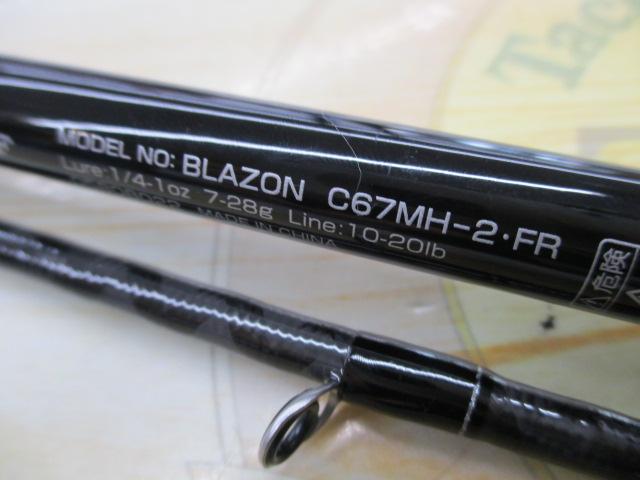 MODEL NO: BLAZON C67MH-2・FR
Lure:1/4-1oz 7-28g Line:10-20lb
MADE IN CHINA
危険
Tac